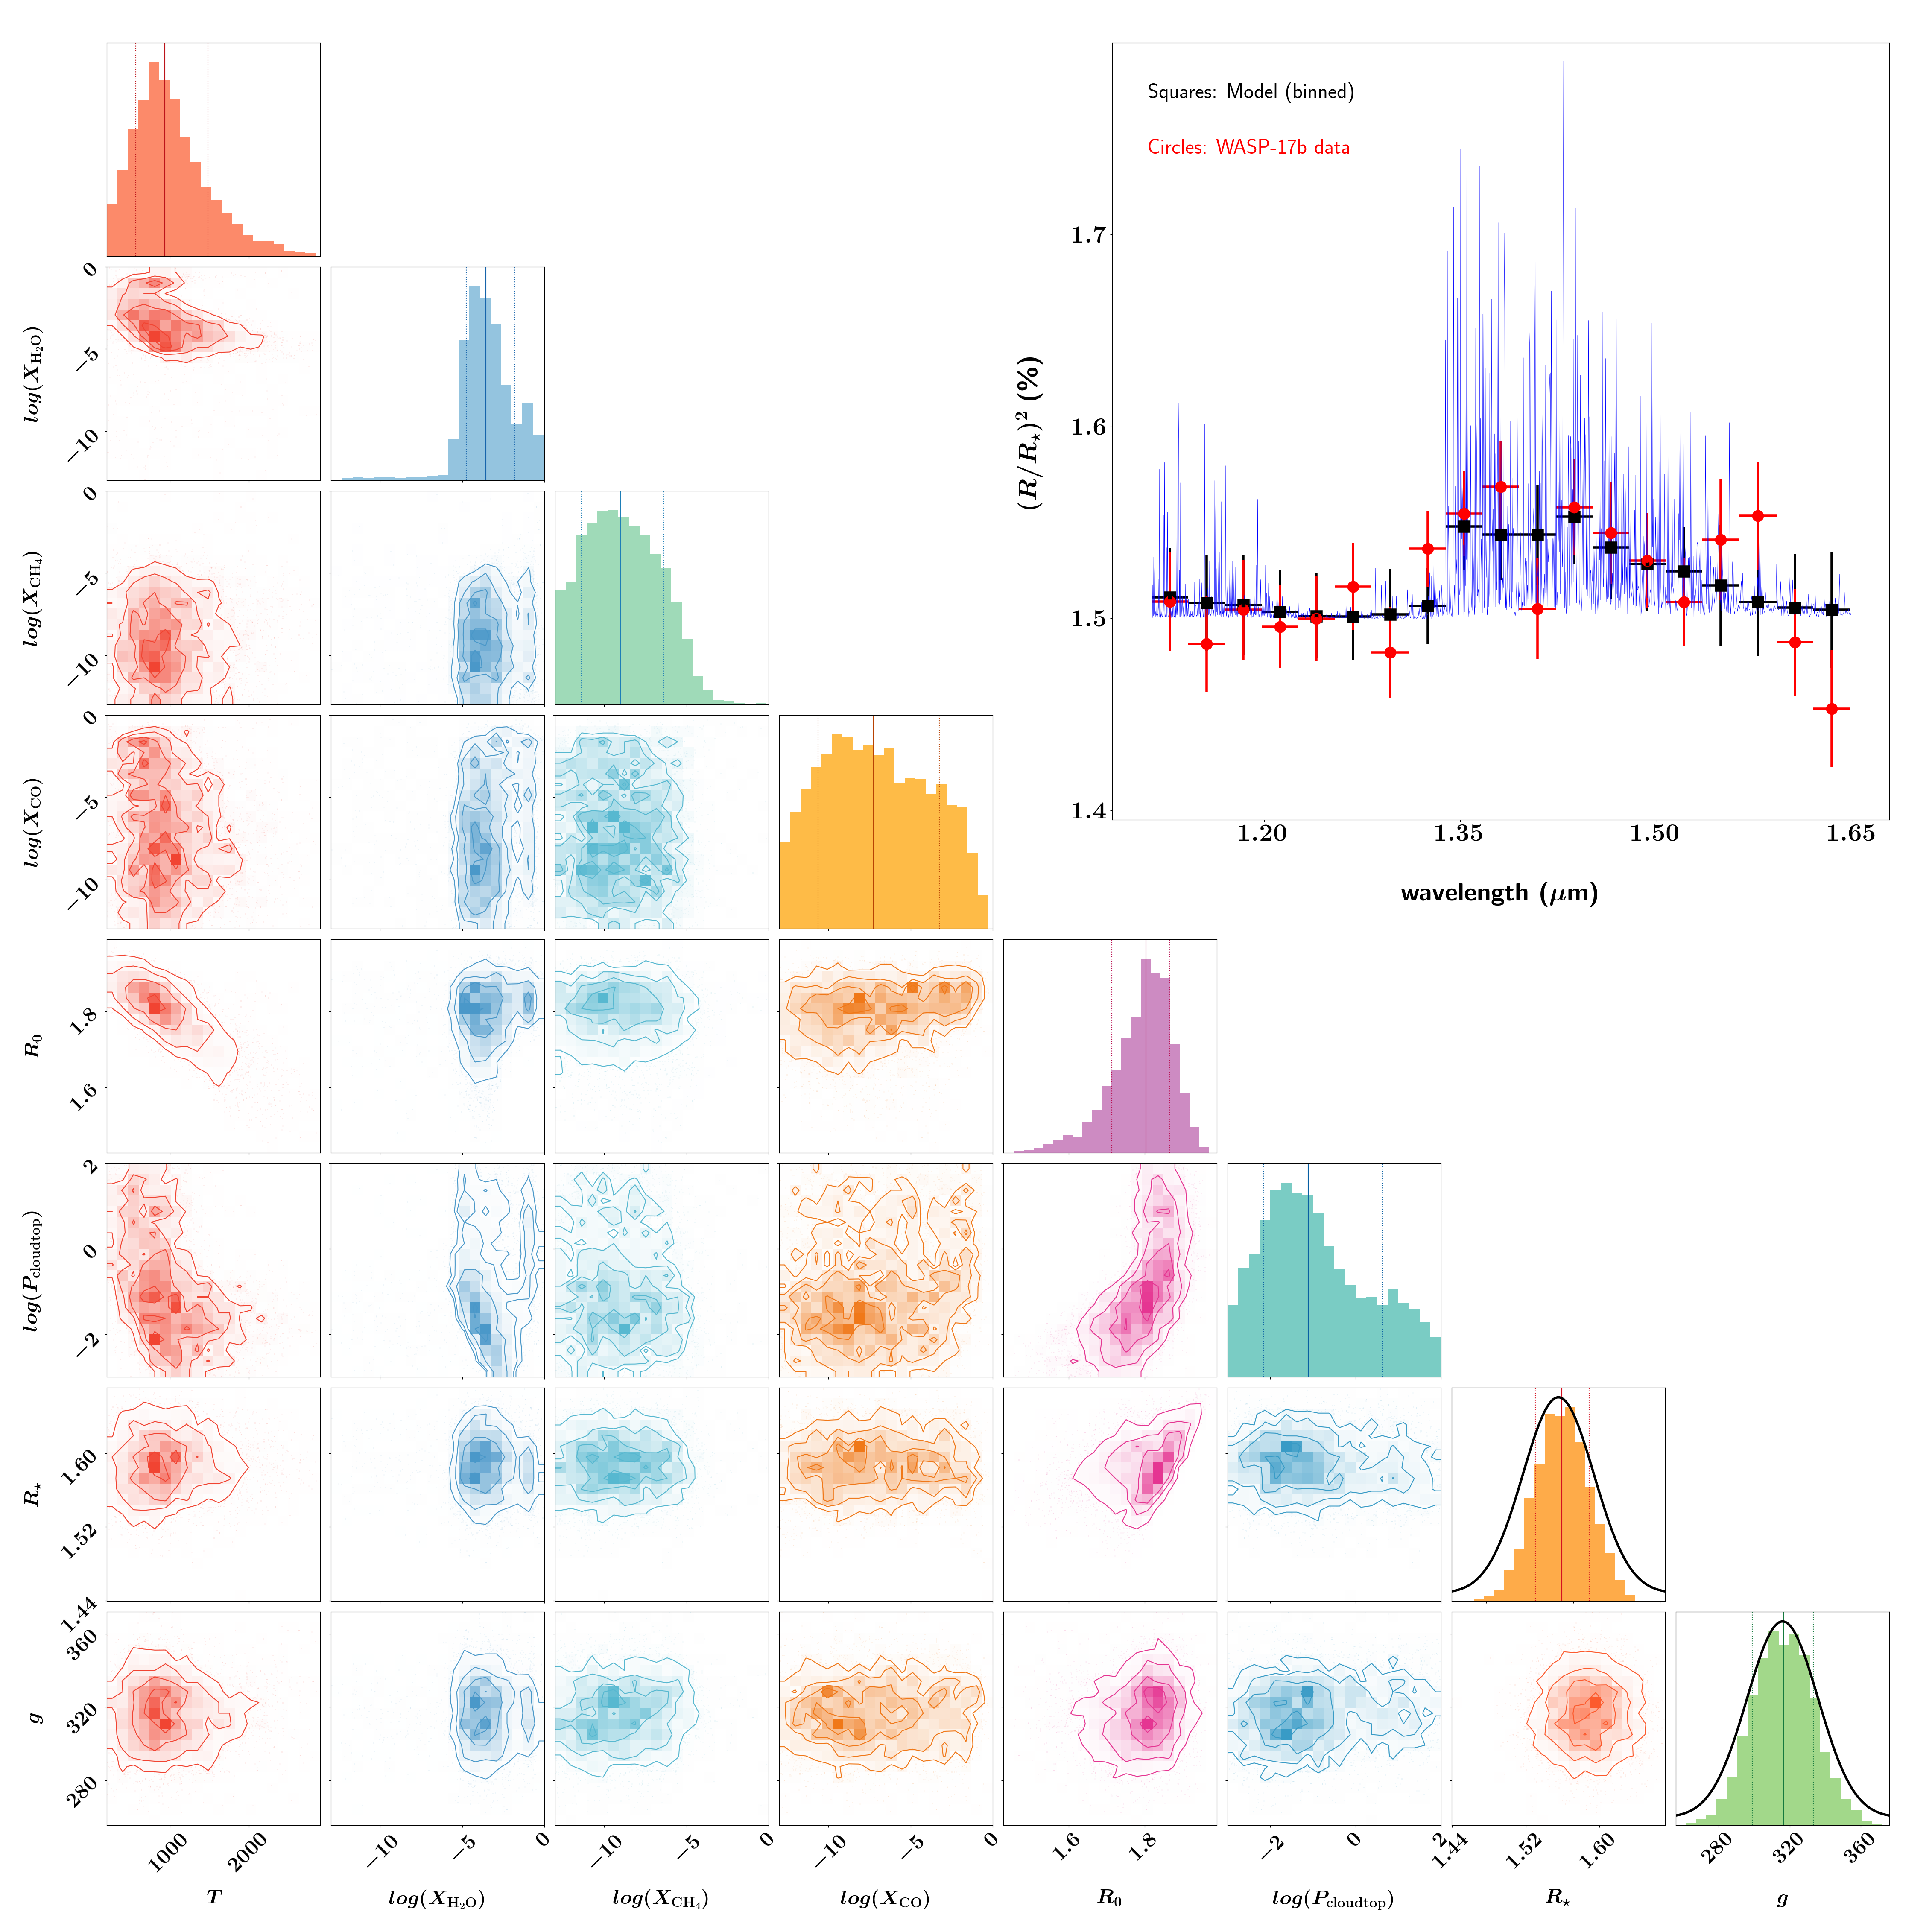 Squares: Model (binned)
Circles: WASP-17b data
(R/R⋆)² (%)
1.7
1.6
1.5
1.4
1.20 1.35 1.50 1.65
wavelength (μm)
log(X_H₂O)
0
−5
−10
log(X_CH₄)
0
−5
−10
log(X_CO)
0
−5
−10
R₀
1.8
1.6
log(P_cloudtop)
2
0
−2
R⋆
1.60
1.52
1.44
g
360
320
280
1000 2000 −10 −5 0 −10 −5 0 −10 −5 0 1.6 1.8 −2 0 2 1.44 1.52 1.60 280 320 360
T log(X_H₂O) log(X_CH₄) log(X_CO) R₀ log(P_cloudtop) R⋆ g